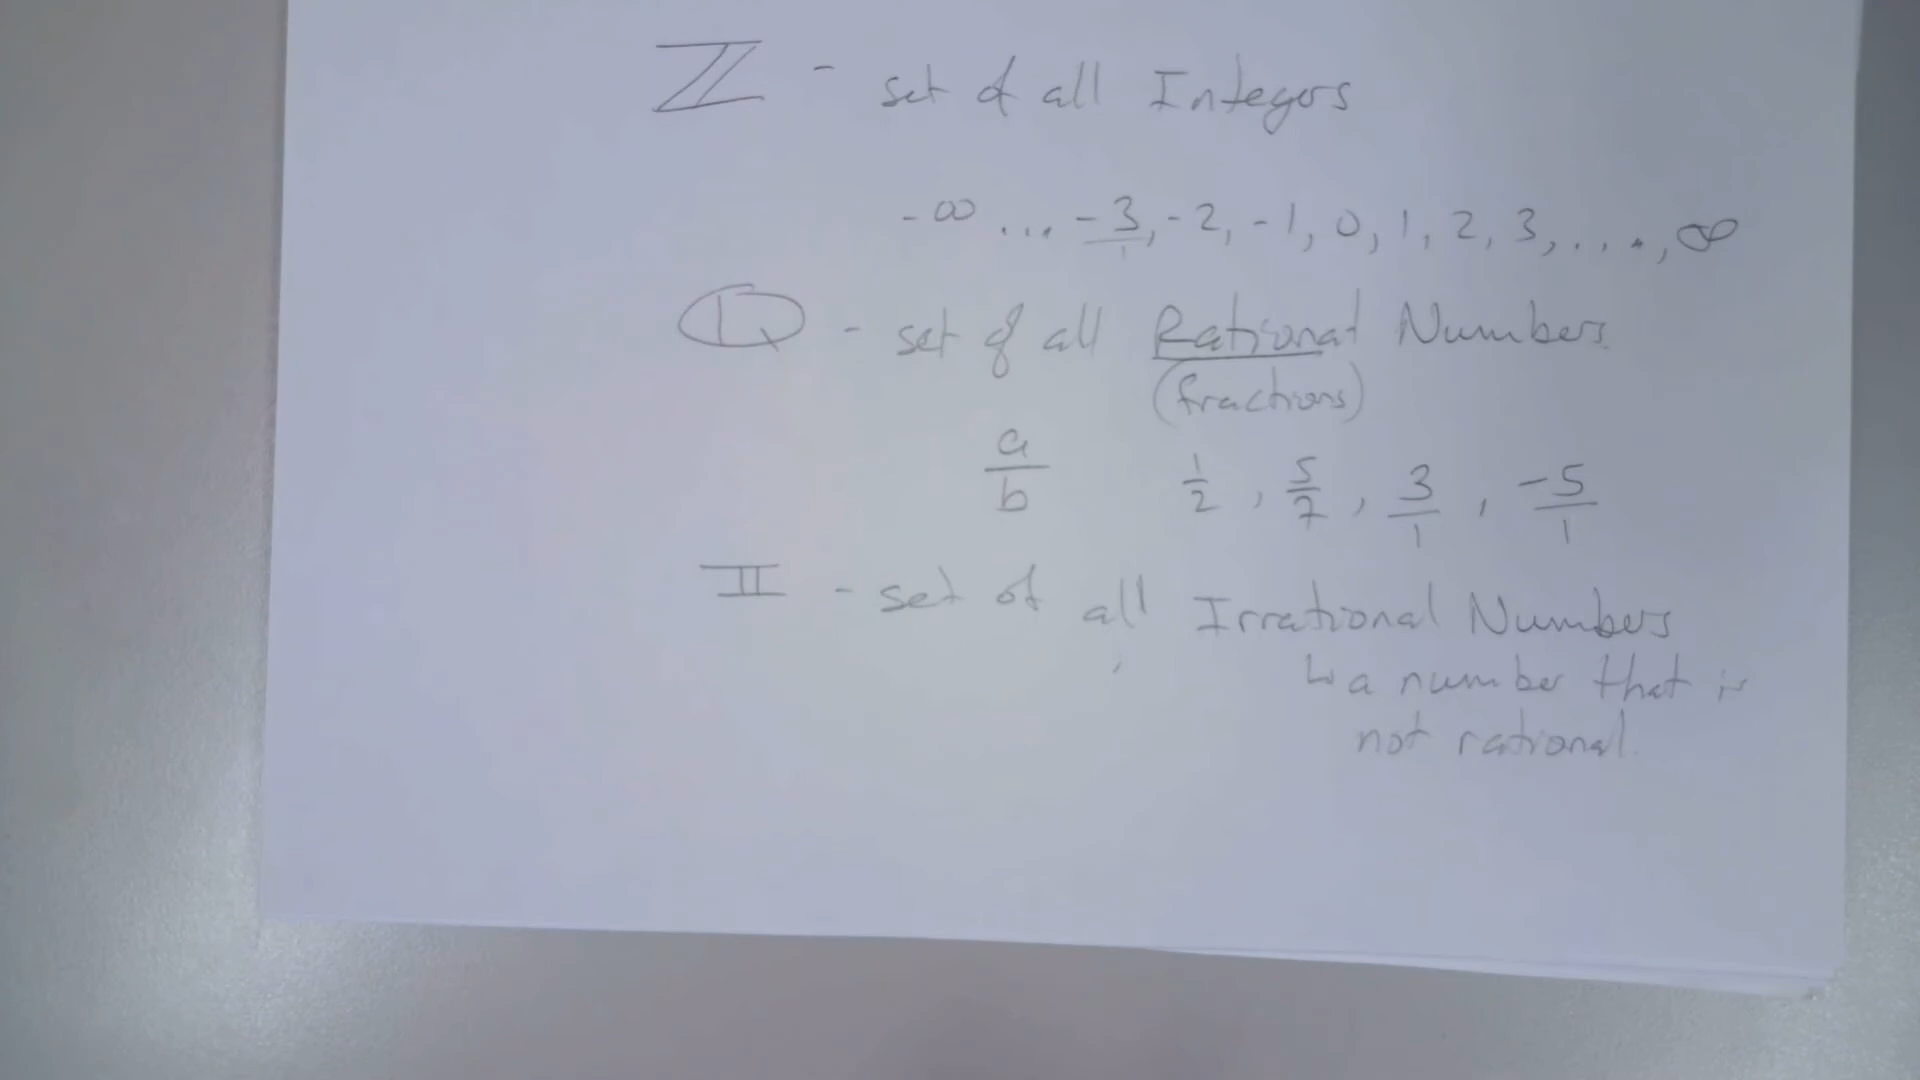 ℤ - set of all Integers
-∞ ... -3/1, -2, -1, 0, 1, 2, 3, ...., ∞
ℚ - set of all Rational Numbers
(fractions)
a/b 1/2, 5/7, 3/1, -5/1
𝕀 - set of all Irrational Numbers
↳ a number that is
not rational.